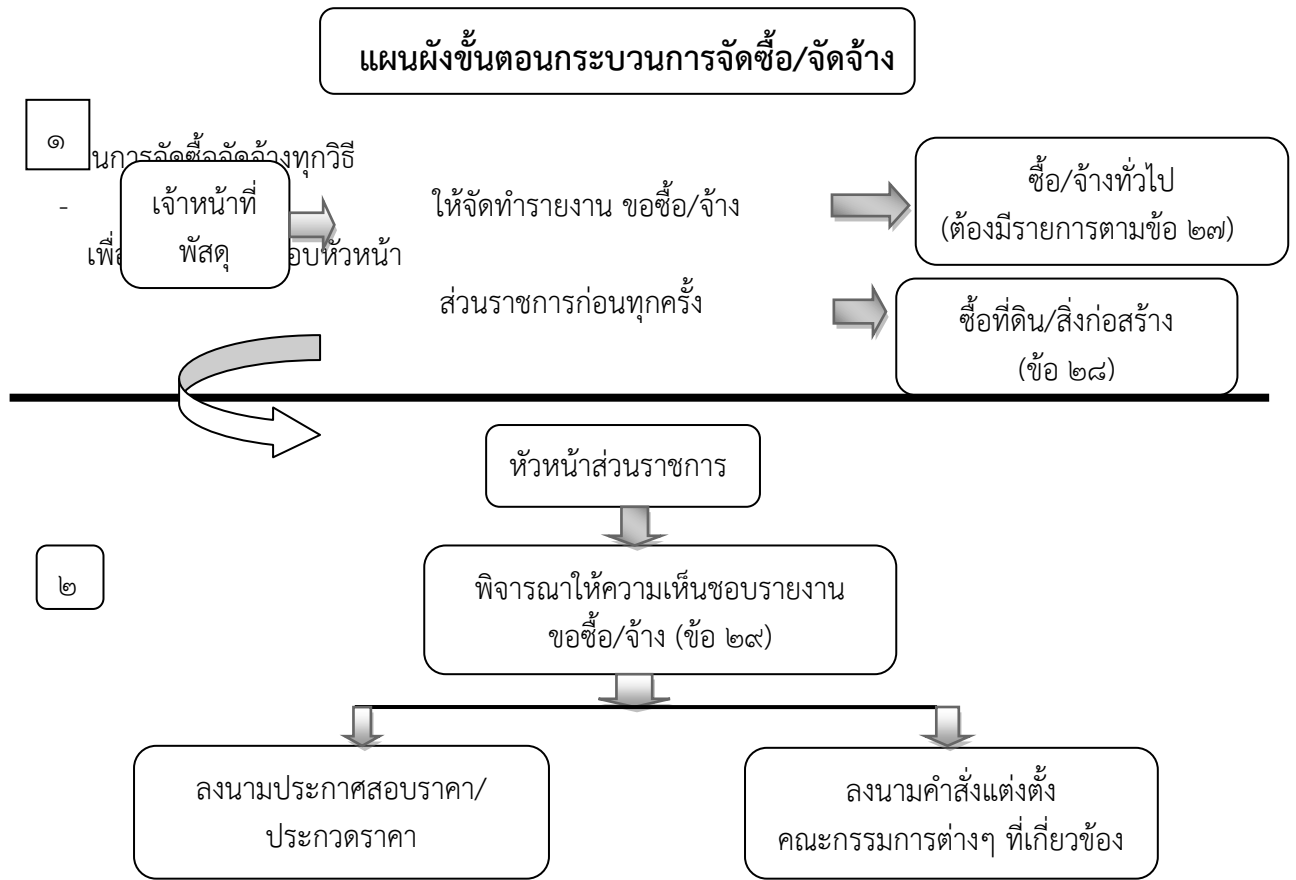 แผนผังขั้นตอนกระบวนการจัดซื้อ/จัดจ้าง
๑
นการจัดซื้อจัดจ้างทุกวิธี
-
เจ้าหน้าที่
พัสดุ
อบหัวหน้า
ให้จัดทำรายงาน ขอซื้อ/จ้าง
ส่วนราชการก่อนทุกครั้ง
ซื้อ/จ้างทั่วไป
(ต้องมีรายการตามข้อ ๒๗)
ซื้อที่ดิน/สิ่งก่อสร้าง
(ข้อ ๒๘)
หัวหน้าส่วนราชการ
๒
พิจารณาให้ความเห็นชอบรายงาน
ขอซื้อ/จ้าง (ข้อ ๒๙)
ลงนามประกาศสอบราคา/
ประกวดราคา
ลงนามคำสั่งแต่งตั้ง
คณะกรรมการต่างๆ ที่เกี่ยวข้อง